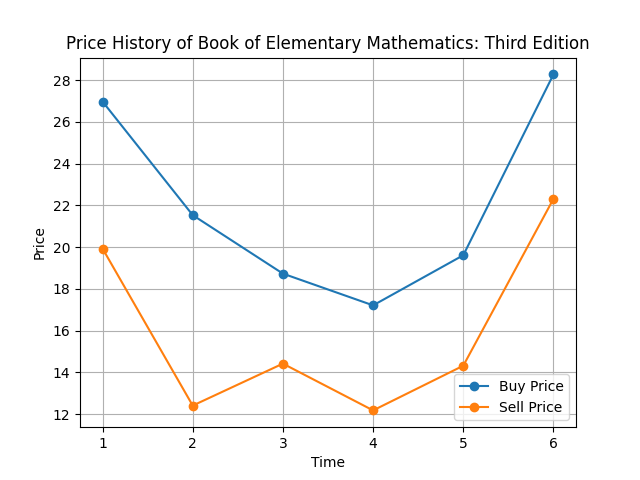 Price History of Book of Elementary Mathematics: Third Edition
Price
28
26
24
22
20
18
16
14
12
Buy Price
Sell Price
1 2 3 4 5 6
Time